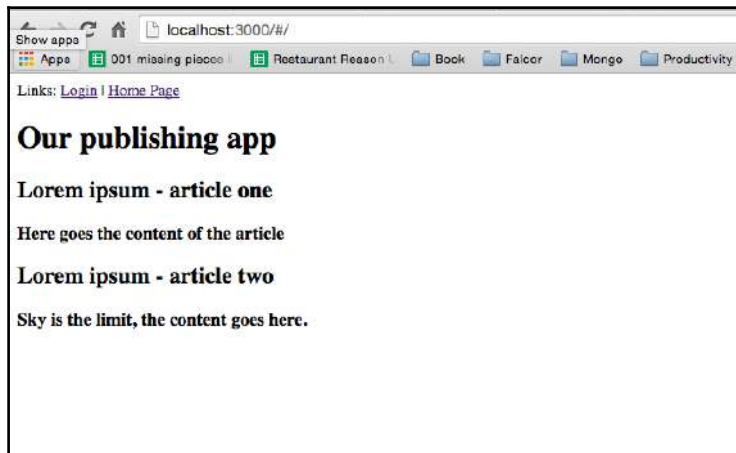 localhost:3000/#/
Show apps
Apps 001 missing pieces Restaurant Reason Book Falcor Mongo Productivity
Links: Login | Home Page
Our publishing app
Lorem ipsum - article one
Here goes the content of the article
Lorem ipsum - article two
Sky is the limit, the content goes here.